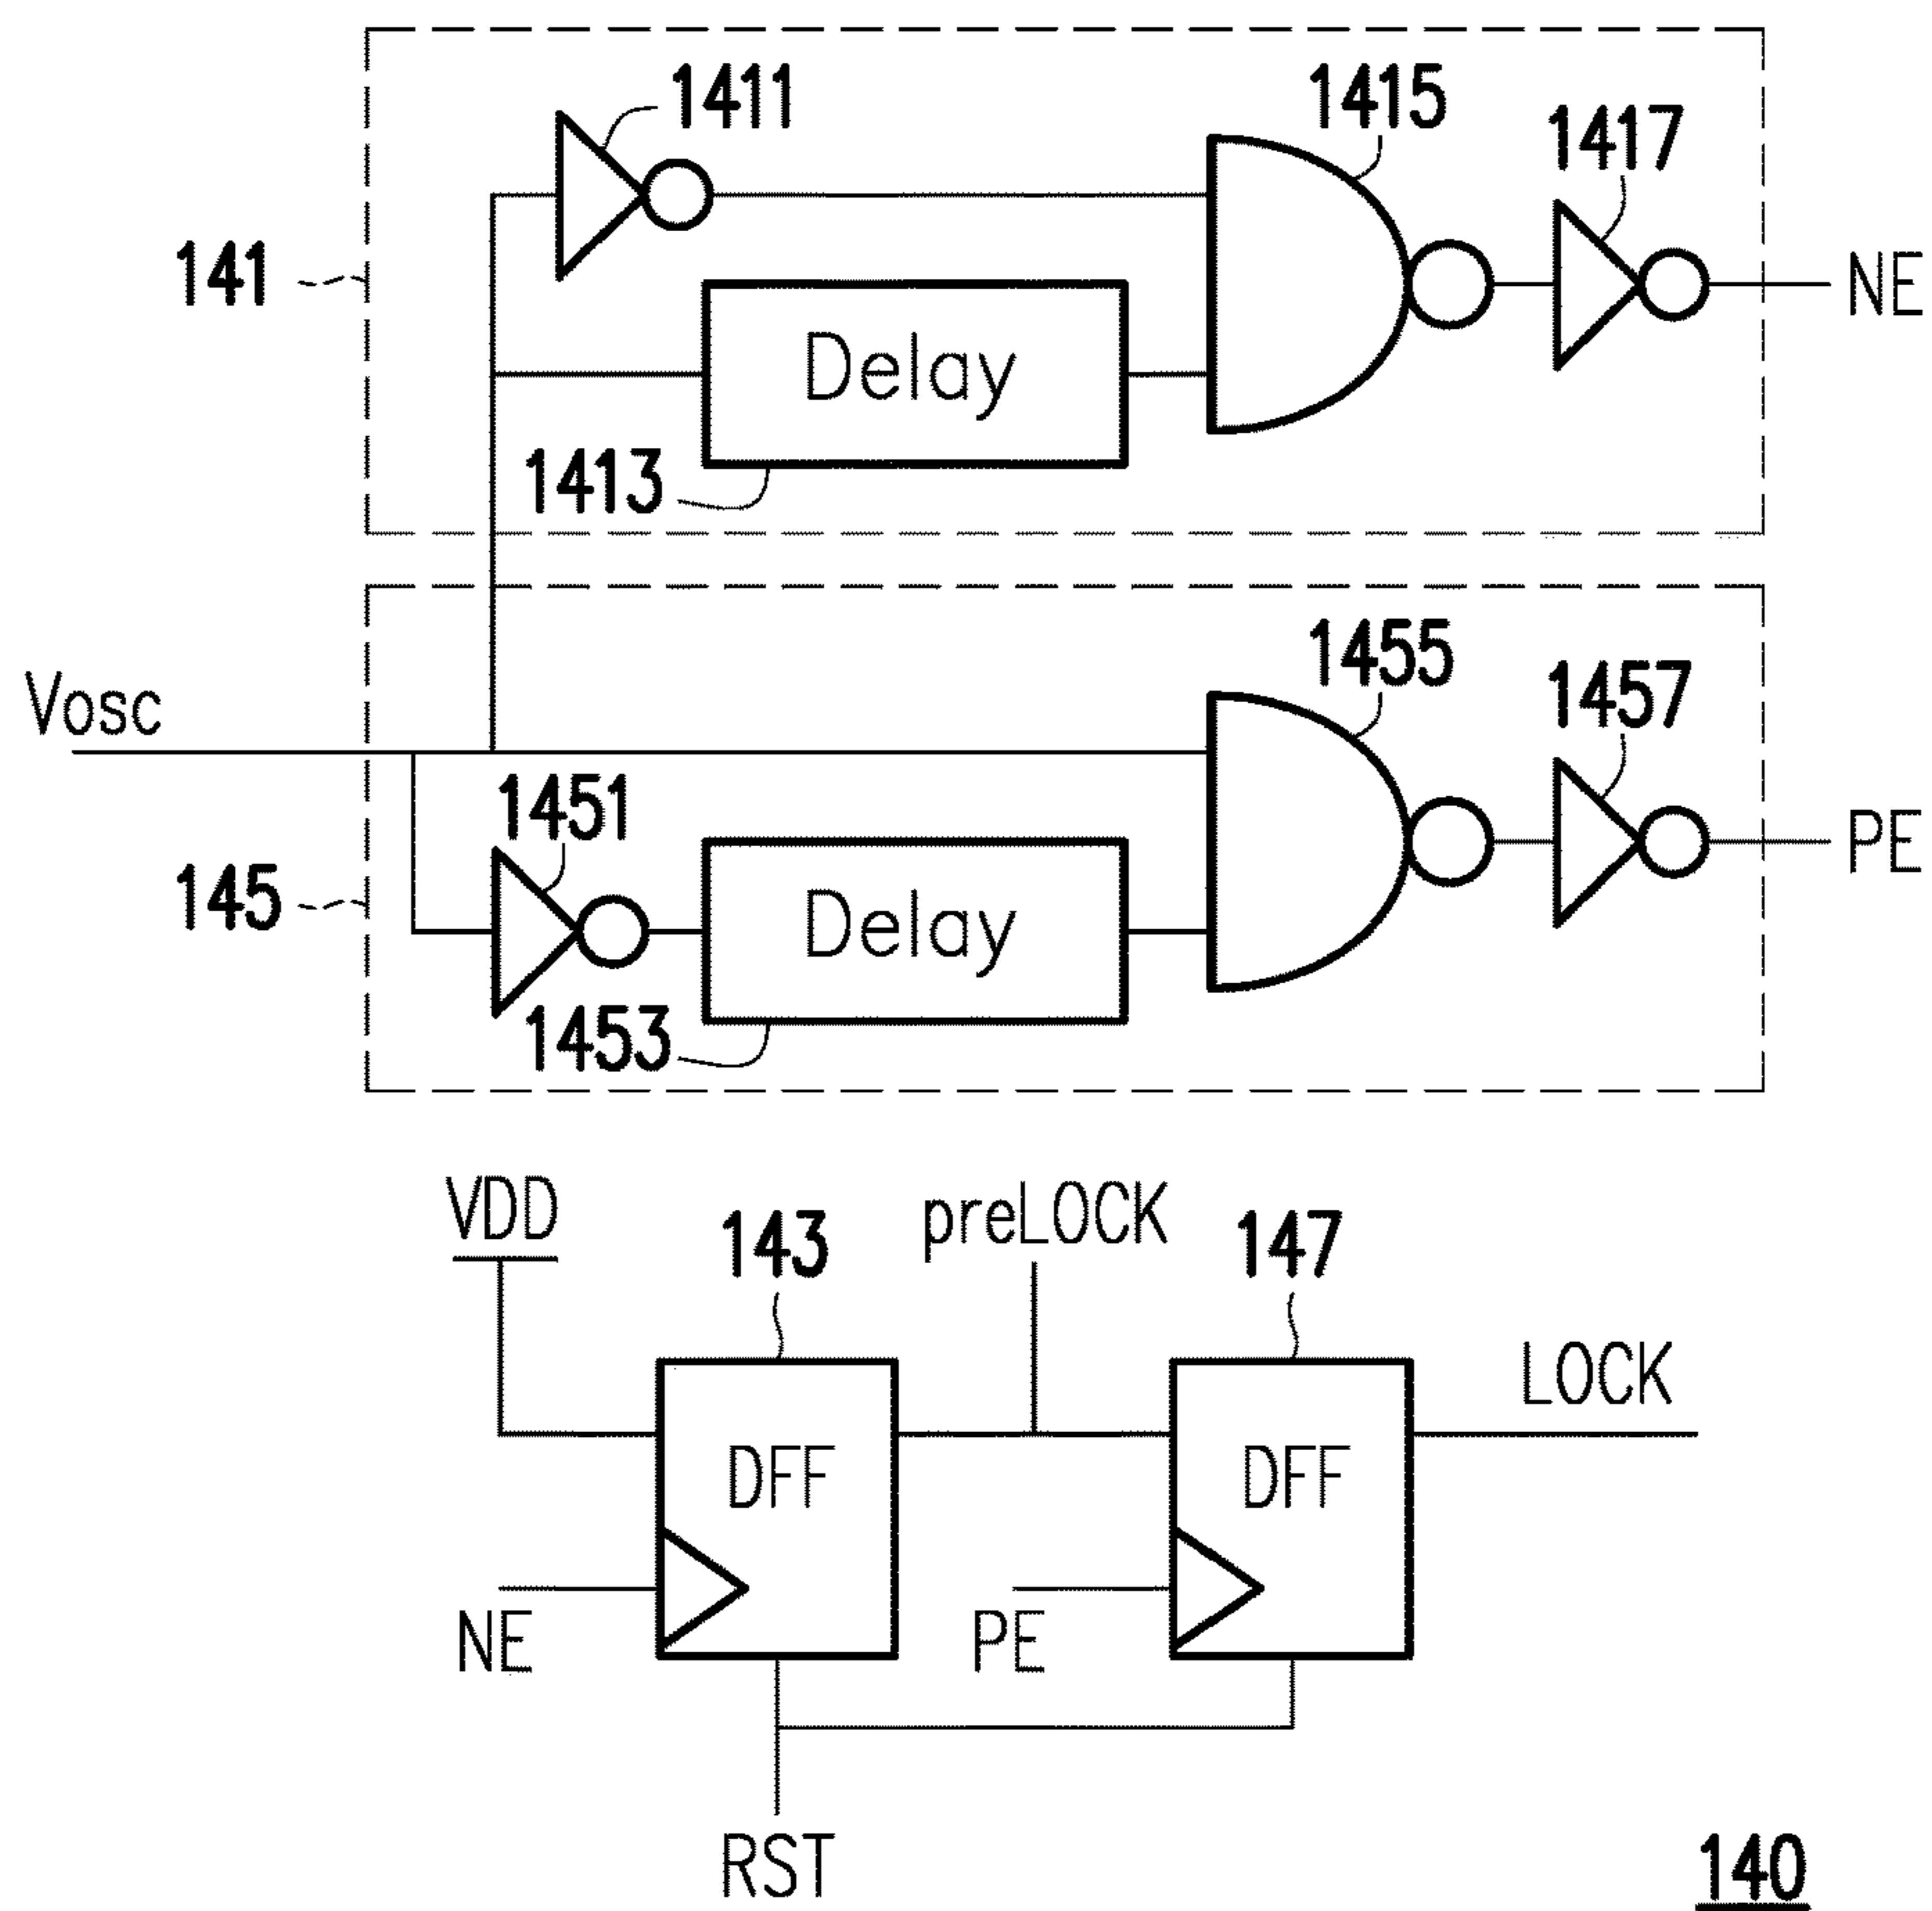 1411
1415
1417
141
NE
Delay
1413
1455
1457
Vosc
1451
145
PE
Delay
1453
VDD
143
preLOCK
147
LOCK
DFF
DFF
NE
PE
RST
140